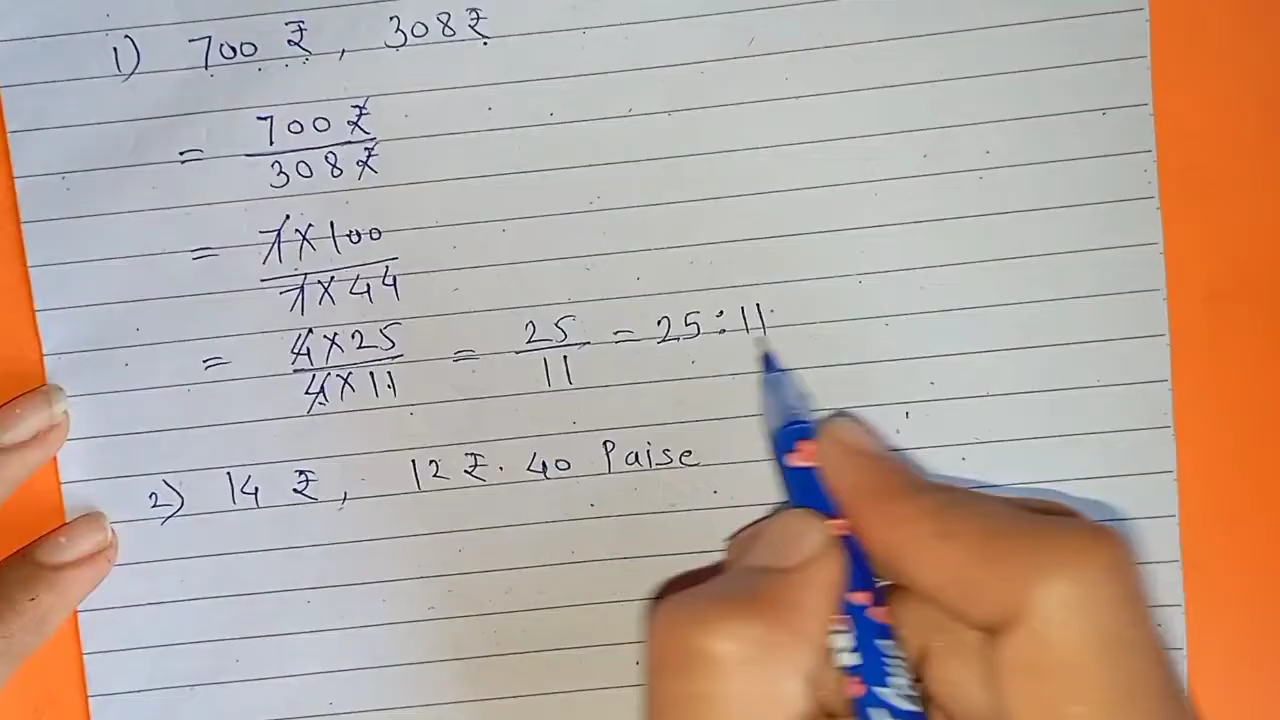 1) 700 ₹, 308₹
= 700 ₹ / 308 ₹
= 7 X 100 / 7 X 44
= 4 X 25 / 4 X 11 = 25 / 11 = 25 : 11
2) 14 ₹, 12 ₹. 40 Paise